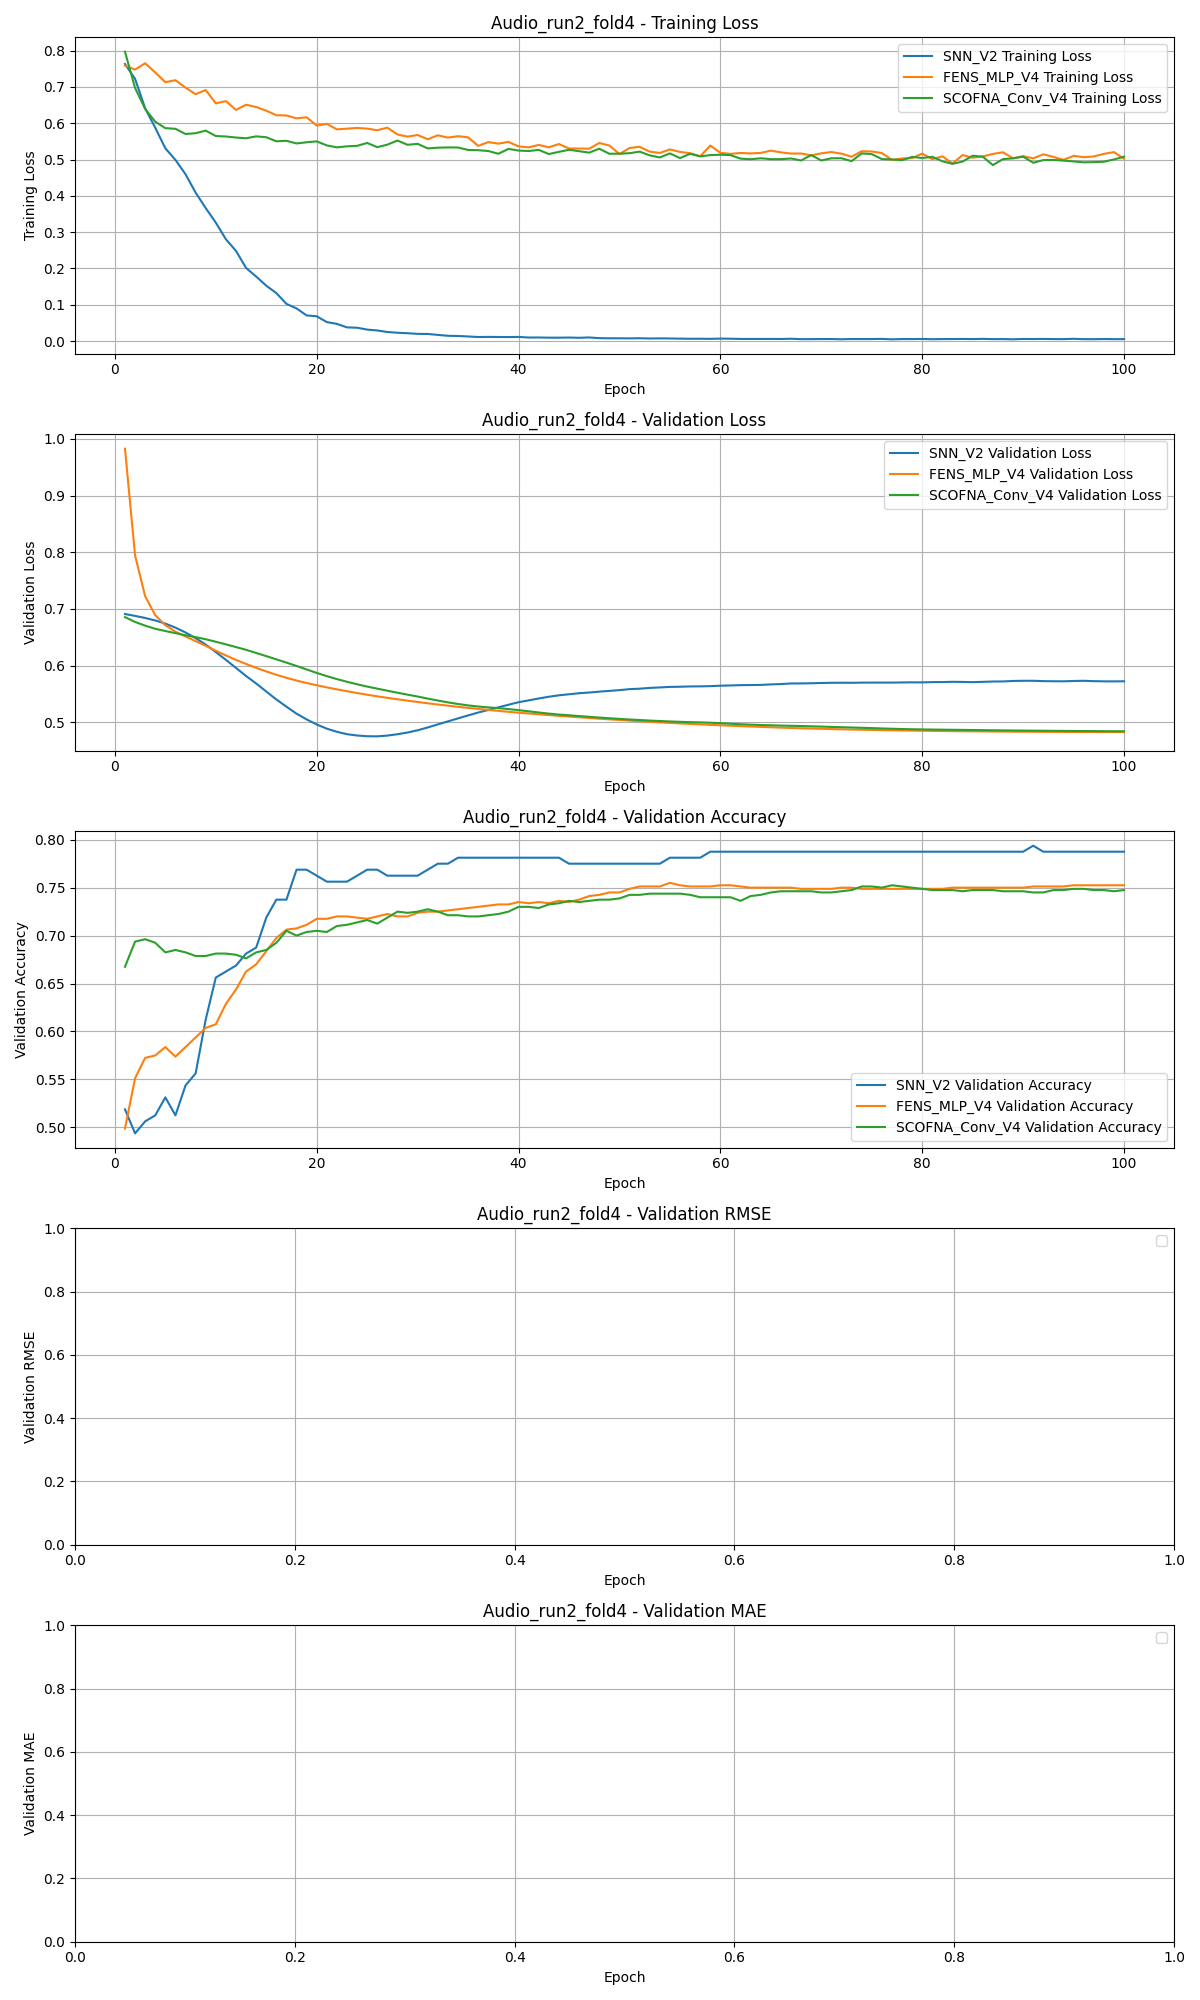 Audio_run2_fold4 - Training Loss
SNN_V2 Training Loss
FENS_MLP_V4 Training Loss
SCOFNA_Conv_V4 Training Loss
Training Loss
0.8
0.7
0.6
0.5
0.4
0.3
0.2
0.1
0.0
0 20 40 60 80 100
Epoch
Audio_run2_fold4 - Validation Loss
SNN_V2 Validation Loss
FENS_MLP_V4 Validation Loss
SCOFNA_Conv_V4 Validation Loss
Validation Loss
1.0
0.9
0.8
0.7
0.6
0.5
0 20 40 60 80 100
Epoch
Audio_run2_fold4 - Validation Accuracy
Validation Accuracy
0.80
0.75
0.70
0.65
0.60
0.55
0.50
SNN_V2 Validation Accuracy
FENS_MLP_V4 Validation Accuracy
SCOFNA_Conv_V4 Validation Accuracy
0 20 40 60 80 100
Epoch
Audio_run2_fold4 - Validation RMSE
Validation RMSE
1.0
0.8
0.6
0.4
0.2
0.0
0.0 0.2 0.4 0.6 0.8 1.0
Epoch
Audio_run2_fold4 - Validation MAE
Validation MAE
1.0
0.8
0.6
0.4
0.2
0.0
0.0 0.2 0.4 0.6 0.8 1.0
Epoch